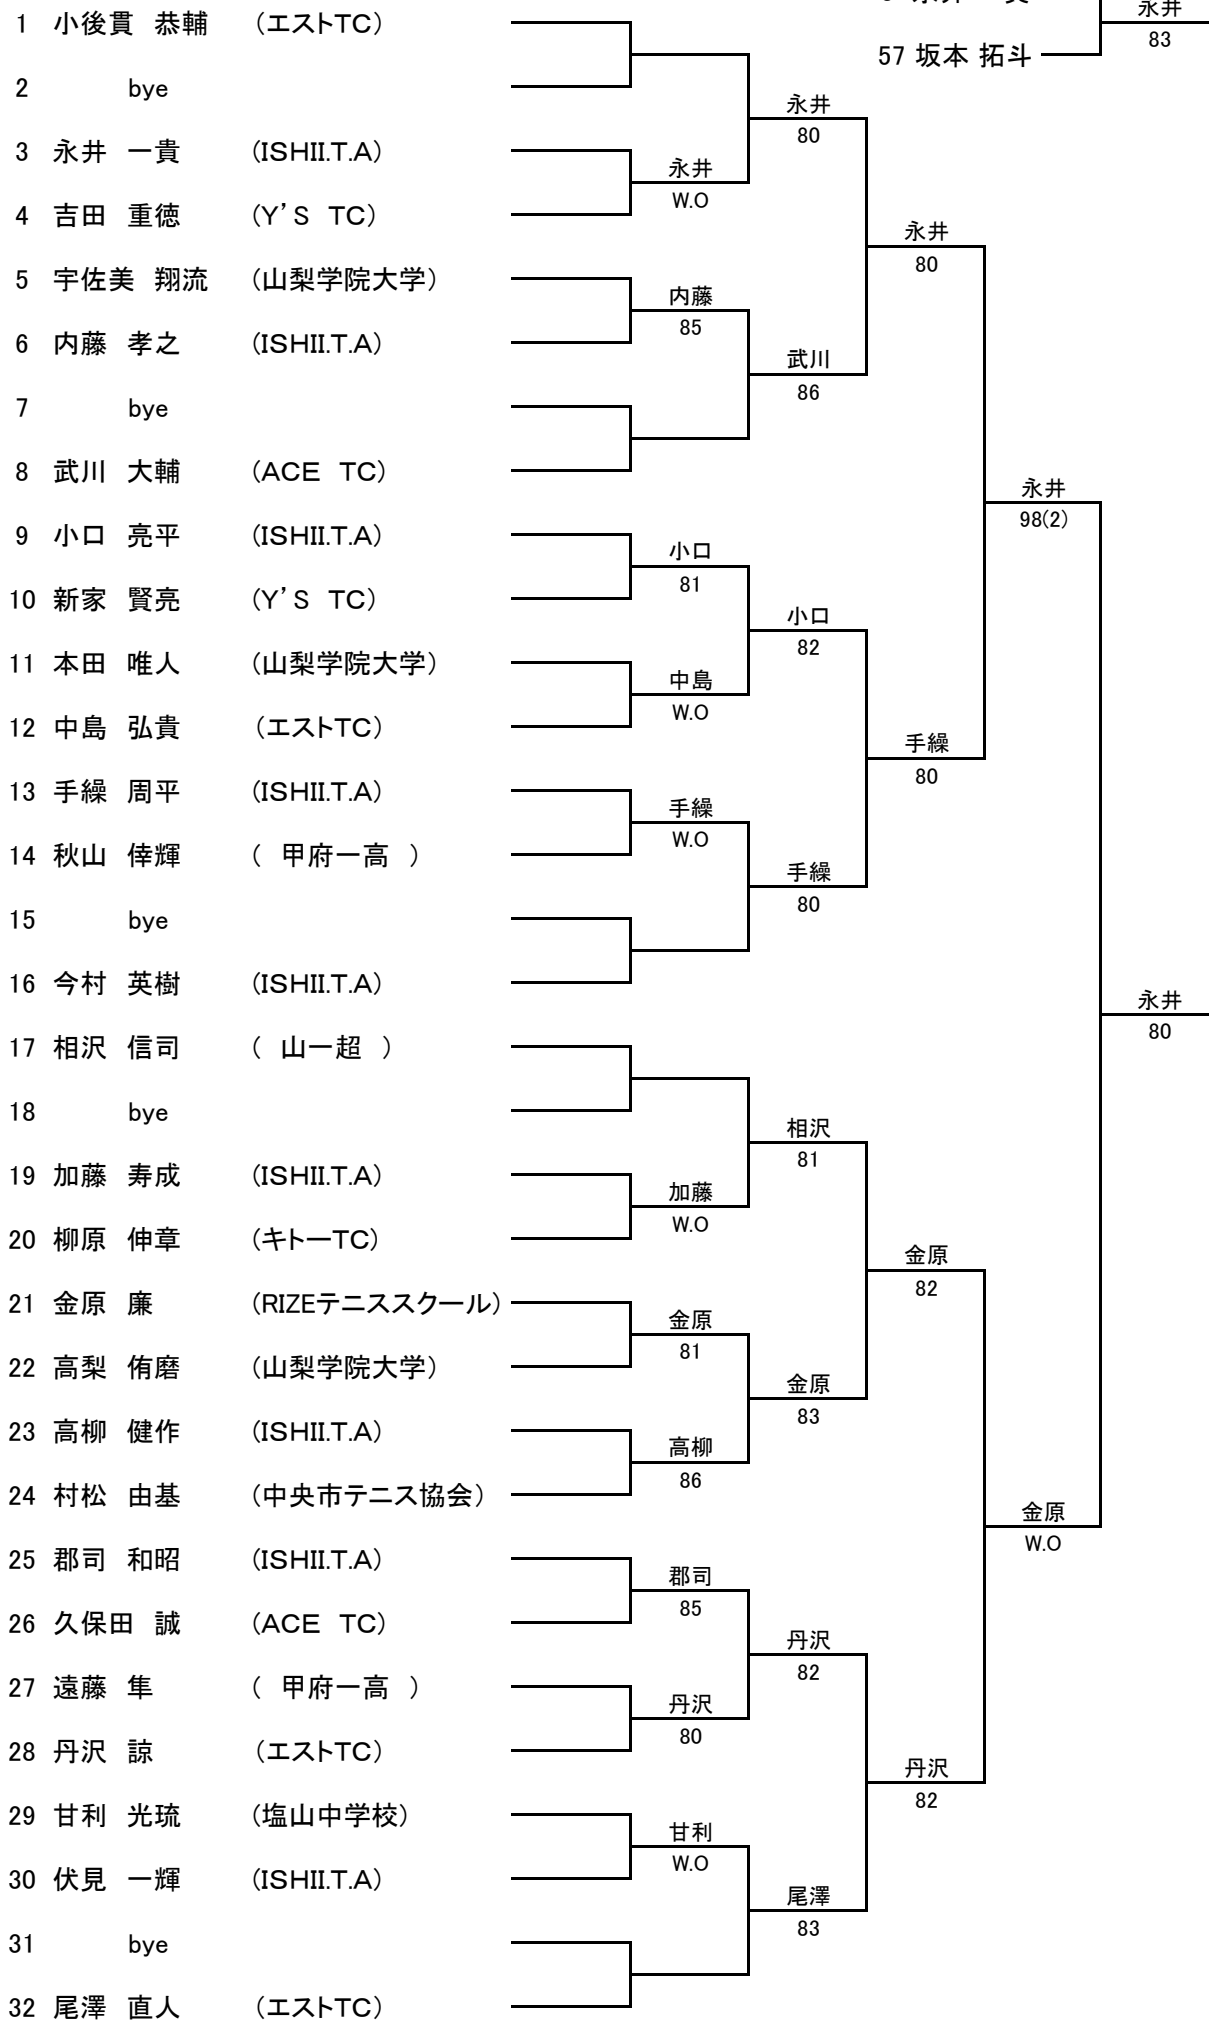 永井
83
57 坂本 拓斗
1 小後貫 恭輔 (エストTC)
2 bye
永井
80
3 永井 一貴 (ISHII.T.A)
永井
W.O
4 吉田 重徳 (Y'S TC)
永井
80
5 宇佐美 翔流 (山梨学院大学)
内藤
85
6 内藤 孝之 (ISHII.T.A)
武川
86
7 bye
8 武川 大輔 (ACE TC)
永井
98(2)
9 小口 亮平 (ISHII.T.A)
小口
81
10 新家 賢亮 (Y'S TC)
小口
82
11 本田 唯人 (山梨学院大学)
中島
W.O
12 中島 弘貴 (エストTC)
手繰
80
13 手繰 周平 (ISHII.T.A)
手繰
W.O
14 秋山 倖輝 ( 甲府一高 )
手繰
80
15 bye
16 今村 英樹 (ISHII.T.A)
永井
80
17 相沢 信司 ( 山一超 )
18 bye
相沢
81
19 加藤 寿成 (ISHII.T.A)
加藤
W.O
20 柳原 伸章 (キトーTC)
金原
82
21 金原 廉 (RIZEテニススクール)
金原
81
22 高梨 侑磨 (山梨学院大学)
金原
83
23 高柳 健作 (ISHII.T.A)
高柳
86
24 村松 由基 (中央市テニス協会)
金原
W.O
25 郡司 和昭 (ISHII.T.A)
郡司
85
26 久保田 誠 (ACE TC)
丹沢
82
27 遠藤 隼 ( 甲府一高 )
丹沢
80
28 丹沢 諒 (エストTC)
丹沢
82
29 甘利 光琉 (塩山中学校)
甘利
W.O
30 伏見 一輝 (ISHII.T.A)
尾澤
83
31 bye
32 尾澤 直人 (エストTC)